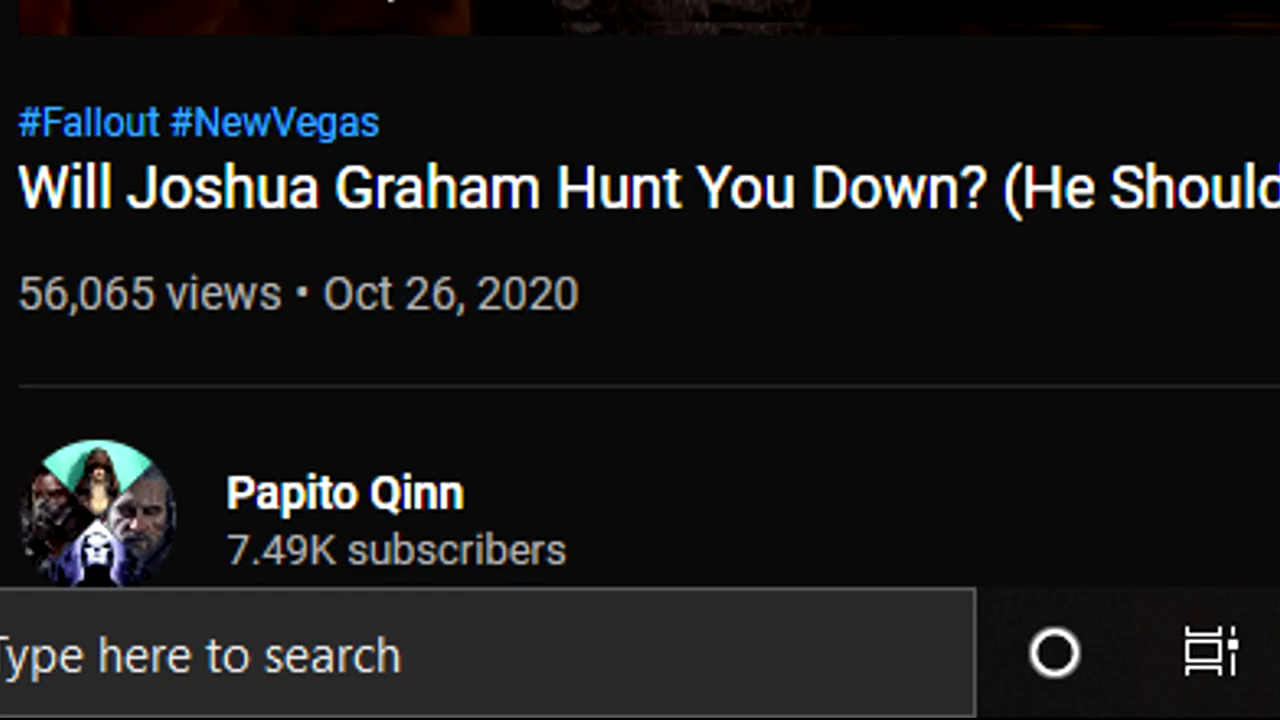 #Fallout #NewVegas
Will Joshua Graham Hunt You Down? (He Should
56,065 views • Oct 26, 2020
Papito Qinn
7.49K subscribers
Type here to search